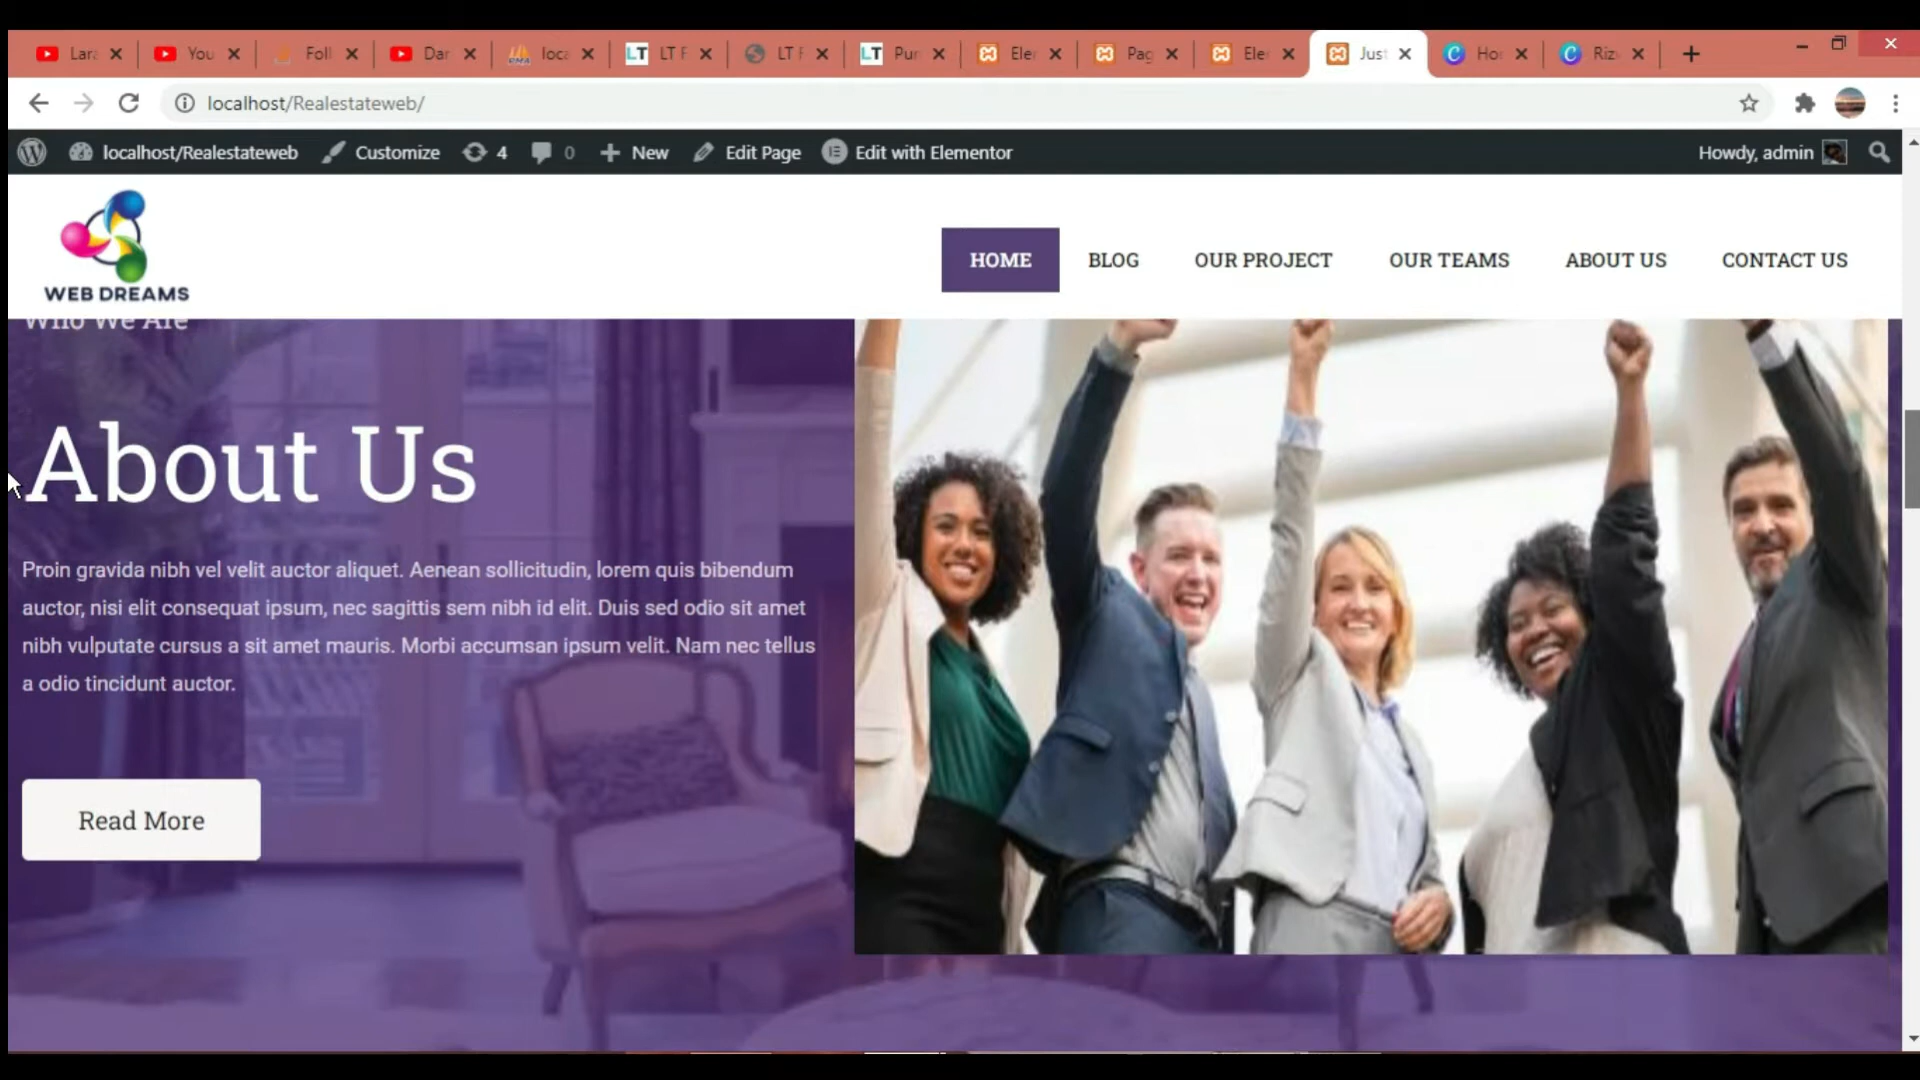 Lara
You
Foll
Dar
loca
LT F
LT F
Pur
Eler
Pag
Eler
Just
Hor
Riz
localhost/Realestateweb/
localhost/Realestateweb
Customize
4
0
New
Edit Page
Edit with Elementor
Howdy, admin
WEB DREAMS
HOME
BLOG
OUR PROJECT
OUR TEAMS
ABOUT US
CONTACT US
Who We Are
About Us
Proin gravida nibh vel velit auctor aliquet. Aenean sollicitudin, lorem quis bibendum
auctor, nisi elit consequat ipsum, nec sagittis sem nibh id elit. Duis sed odio sit amet
nibh vulputate cursus a sit amet mauris. Morbi accumsan ipsum velit. Nam nec tellus
a odio tincidunt auctor.
Read More